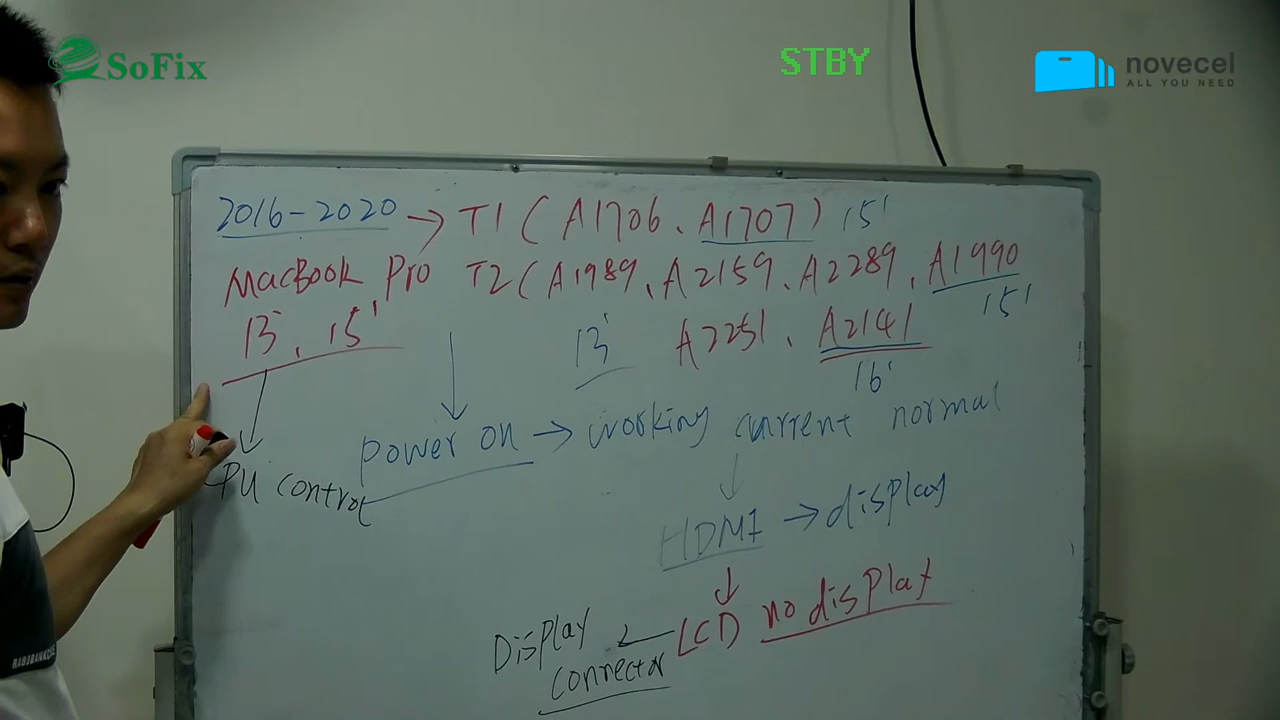 SoFix
STBY
novecel
ALL YOU NEED
2016-2020 → T1 ( A1706、A1707 ) 15'
MacBook Pro T2 ( A1989、A2159、A2289、A1990
15'
13'、15' 13' A2251、A2141
16'
power on → working current normal
PU control
HDMI → display
LCD no display
Display
connector